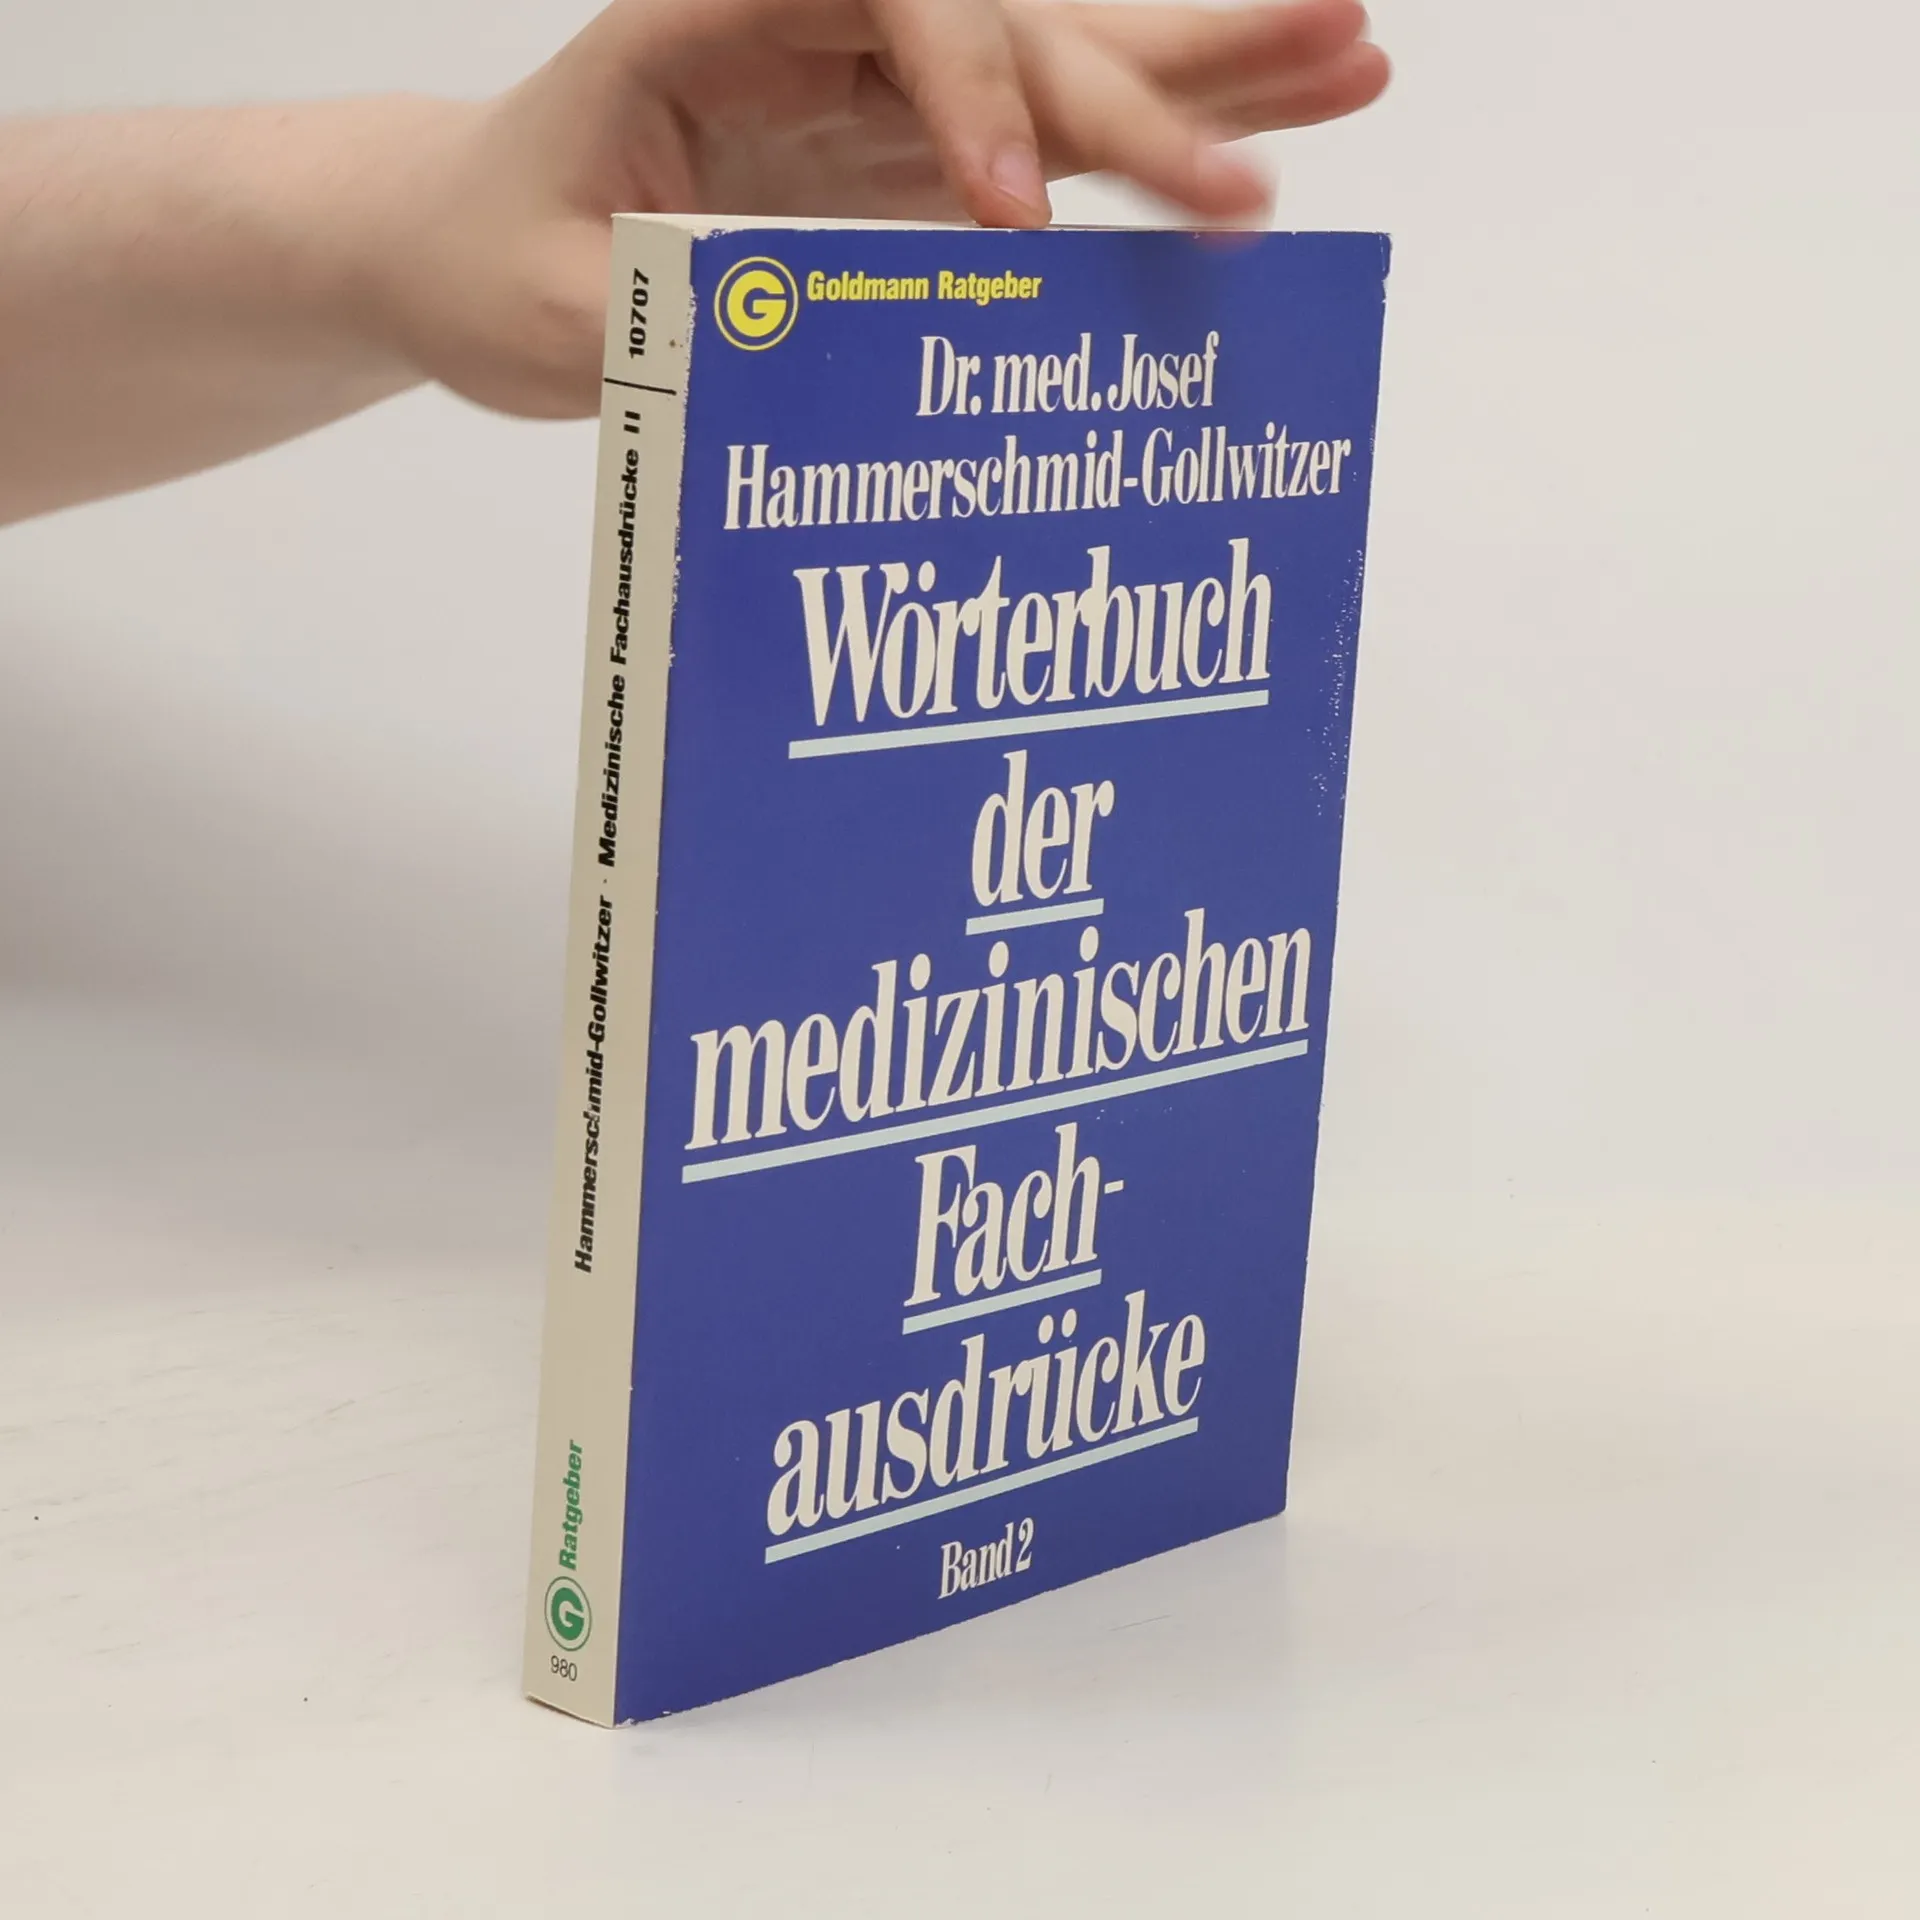 10707
Hammerschmid-Gollwitzer · Medizinische Fachausdrücke II
G Ratgeber
980
G Goldmann Ratgeber
Dr. med. Josef
Hammerschmid-Gollwitzer
Wörterbuch
der
medizinischen
Fach-
ausdrücke
Band 2